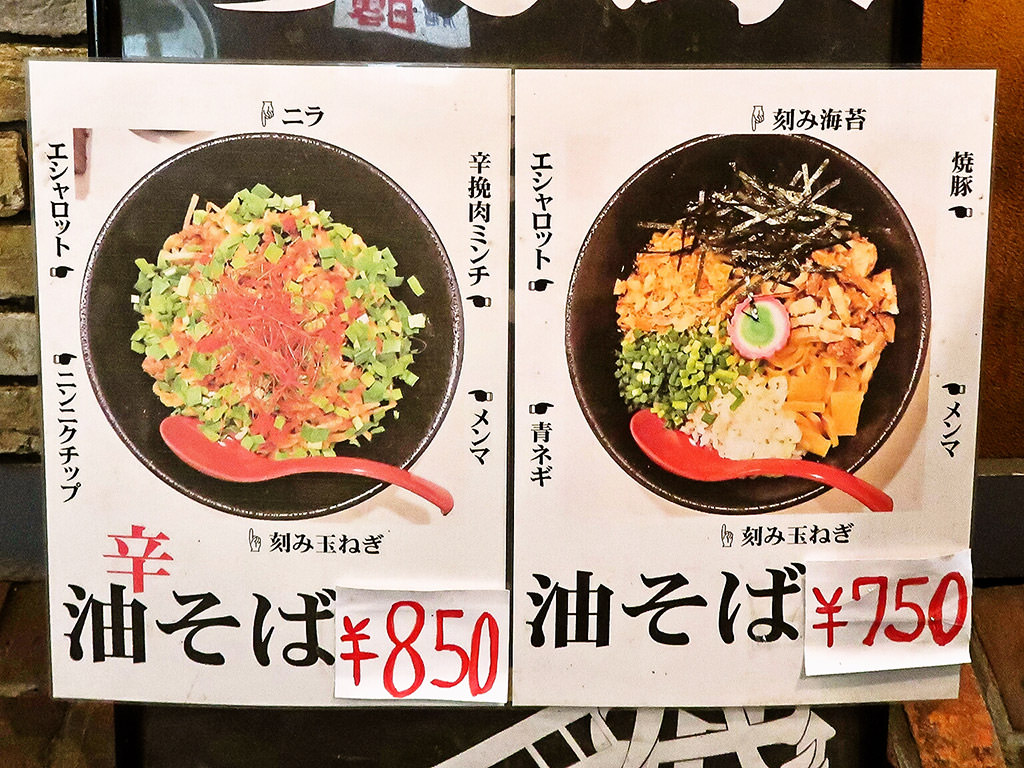 ニラ
エシャロット
辛挽肉ミンチ
ニンニクチップ
メンマ
刻み玉ねぎ
辛
油そば
¥850
刻み海苔
エシャロット
焼豚
青ネギ
メンマ
刻み玉ねぎ
油そば
¥750